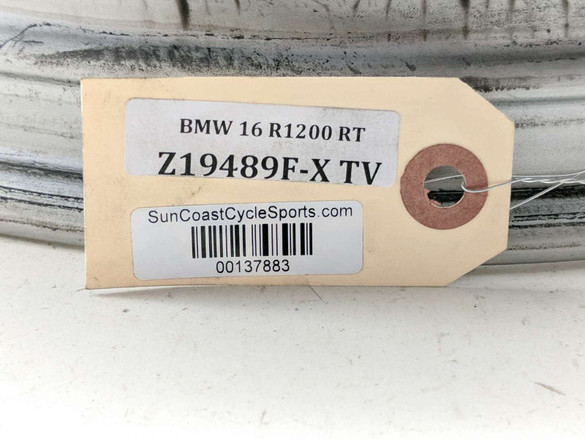 BMW 16 R1200 RT
Z19489F-X TV
SunCoastCycleSports.com
00137883